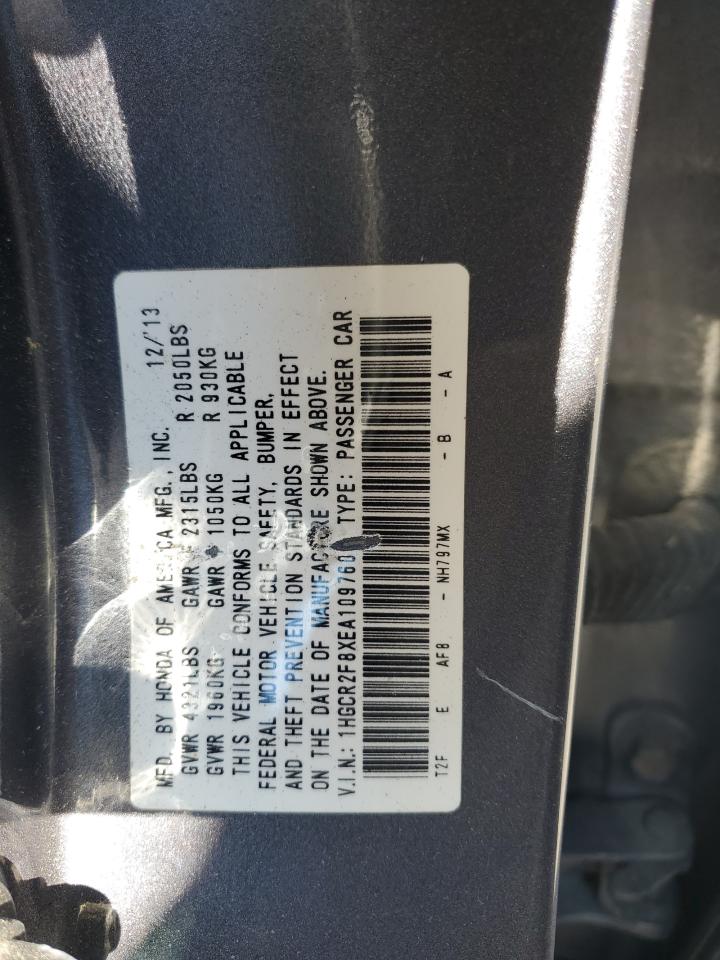 MFD. BY HONDA OF AMERICA MFG., INC. 12/'13
GVWR 4321LBS GAWR F 2315LBS R 2050LBS
GVWR 1960KG GAWR F 1050KG R 930KG
THIS VEHICLE CONFORMS TO ALL APPLICABLE
FEDERAL MOTOR VEHICLE SAFETY, BUMPER,
AND THEFT PREVENTION STANDARDS IN EFFECT
ON THE DATE OF MANUFACTURE SHOWN ABOVE.
V.I.N.: 1HGCR2F8XEA109760 TYPE: PASSENGER CAR
T2F E AF8 - NH797MX - B - A